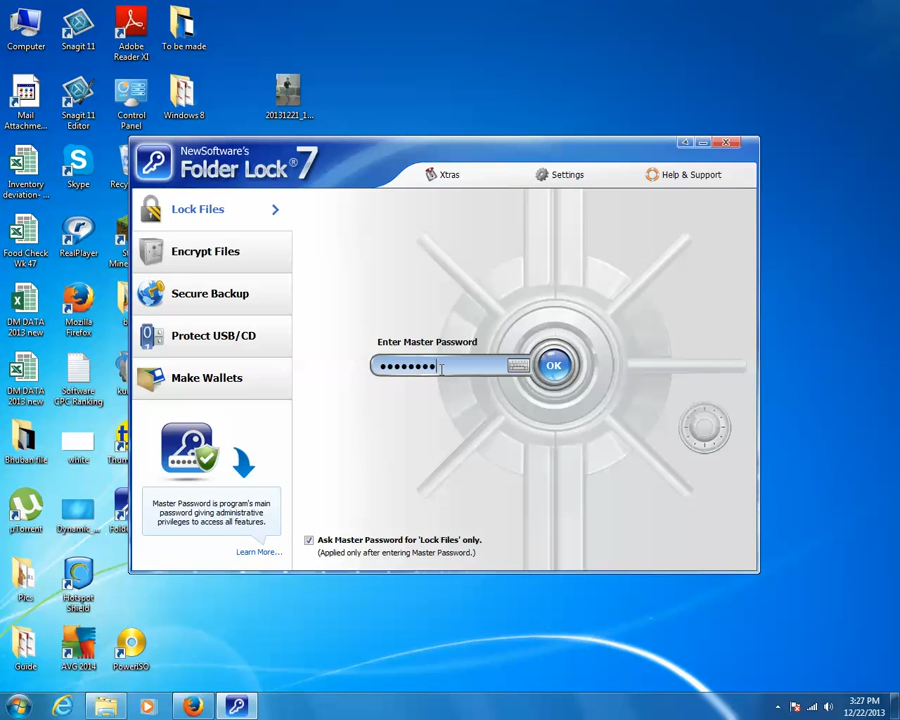 Computer
Snagit 11
Adobe
Reader XI
To be made
Mail
Attachme...
Snagit 11
Editor
Control
Panel
Windows 8
20131221_1...
Inventory
deviation-...
Skype
Food Check
Wk 47
RealPlayer
DM DATA
2013 new
Mozilla
Firefox
DM DATA
2013 new
Software
CPC Ranking
Bhuban file
white
µTorrent
Dynamic_...
Pics
Hotspot
Shield
Guide
AVG 2014
PowerISO
NewSoftware's
Folder Lock® 7
Xtras
Settings
Help & Support
Lock Files
Encrypt Files
Secure Backup
Protect USB/CD
Make Wallets
Master Password is program's main
password giving administrative
privileges to access all features.
Learn More...
Enter Master Password
OK
Ask Master Password for 'Lock Files' only.
(Applied only after entering Master Password.)
3:27 PM
12/22/2013